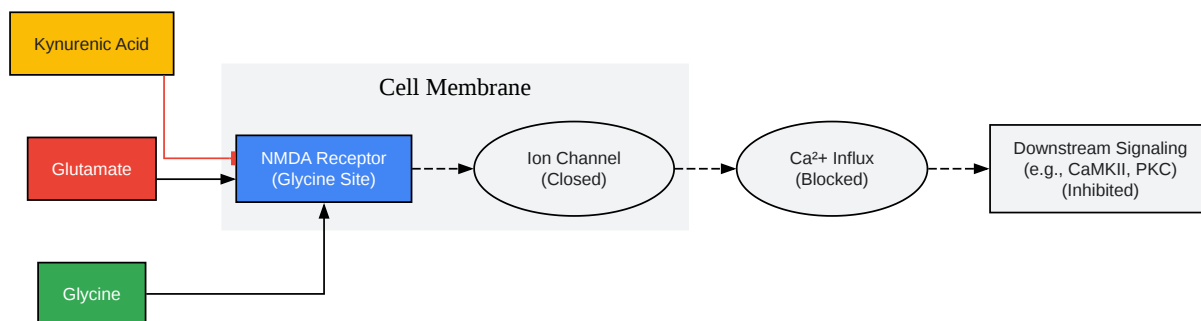 Kynurenic Acid
Cell Membrane
Glutamate
NMDA Receptor
(Glycine Site)
Ion Channel
(Closed)
Ca²+ Influx
(Blocked)
Downstream Signaling
(e.g., CaMKII, PKC)
(Inhibited)
Glycine